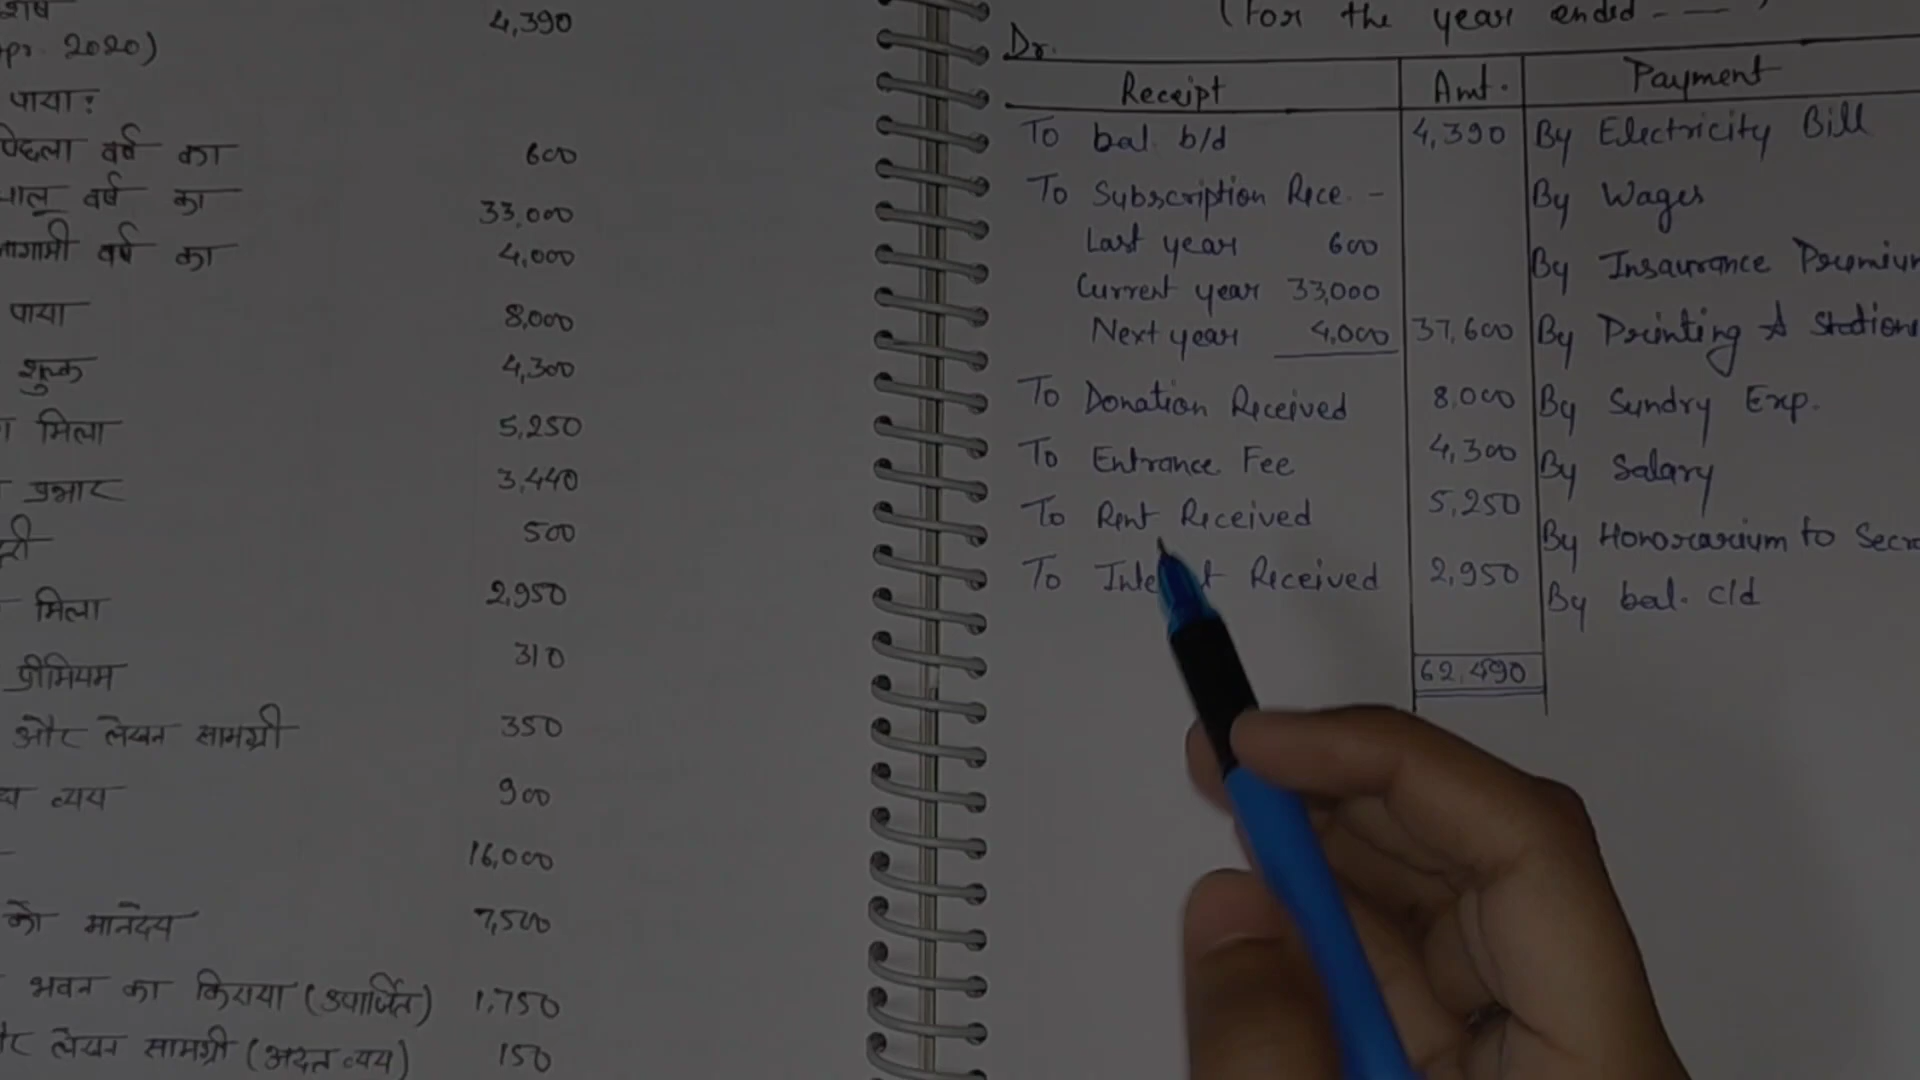 4,390
pr. 2020)
पाया:
पिछला वर्ष का 600
चालू वर्ष का 33,000
आगामी वर्ष का 4,000
पाया 8,000
शुल्क 4,300
मिला 5,250
प्रभार 3,440
500
मिला 2,950
प्रीमियम 310
और लेखन सामग्री 350
व्यय 900
16,000
को मानदेय 7,500
भवन का किराया (उपार्जित) 1,750
लेखन सामग्री (अदत्त व्यय) 150
(For the year ended - —
Dr.
Receipt Amt. Payment
To bal. b/d 4,390 By Electricity Bill
To Subscription Rece. - By Wages
Last year 600
Current year 33,000 By Insaurance Premium
Next year 4,000 37,600 By Printing & Station
To Donation Received 8,000 By Sundry Exp.
To Entrance Fee 4,300 By Salary
To Rent Received 5,250 By Honorarium to Secr
To Inte t Received 2,950 By bal. c/d
62,490